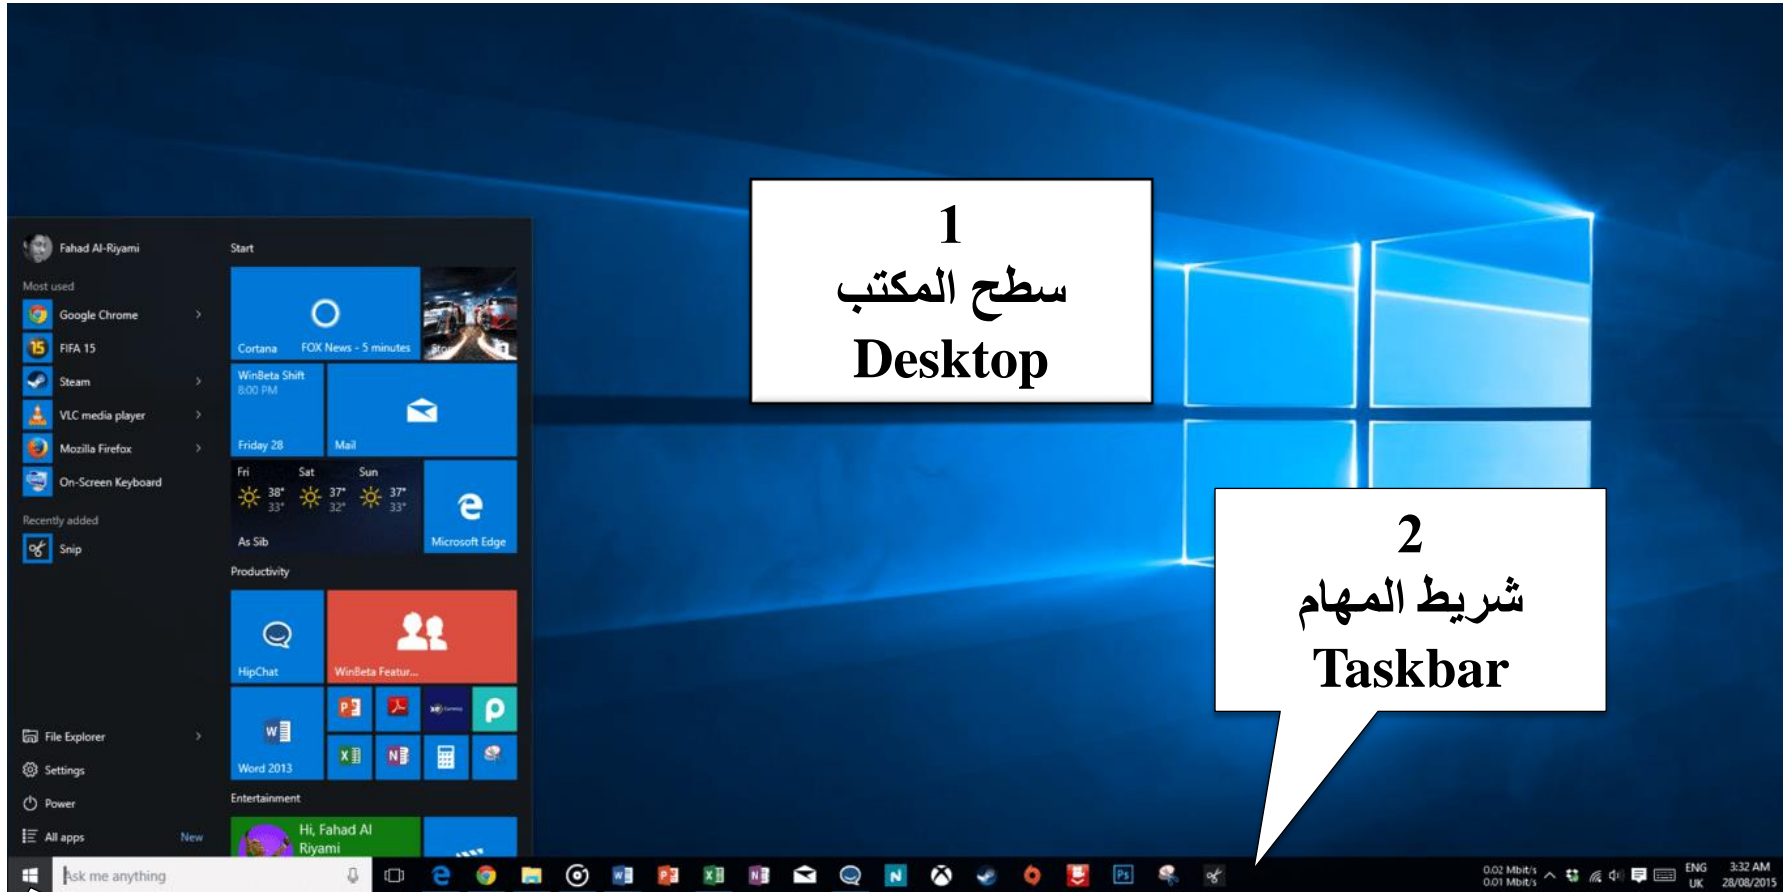 1
سطح المكتب
Desktop
2
شريط المهام
Taskbar
Fahad Al-Riyami
Most used
Google Chrome
FIFA 15
Steam
VLC media player
Mozilla Firefox
On-Screen Keyboard
Recently added
Snip
File Explorer
Settings
Power
All apps
New
Start
Cortana
FOX News - 5 minutes
WinBeta Shift
8:00 PM
Friday 28
Mail
Fri Sat Sun
38° 37° 37°
33° 32° 33°
As Sib
Microsoft Edge
Productivity
HipChat
WinBeta Featur...
Word 2013
Entertainment
Hi, Fahad Al
Riyami
Ask me anything
0.02 Mbit/s
0.01 Mbit/s
ENG
UK
3:32 AM
28/08/2015